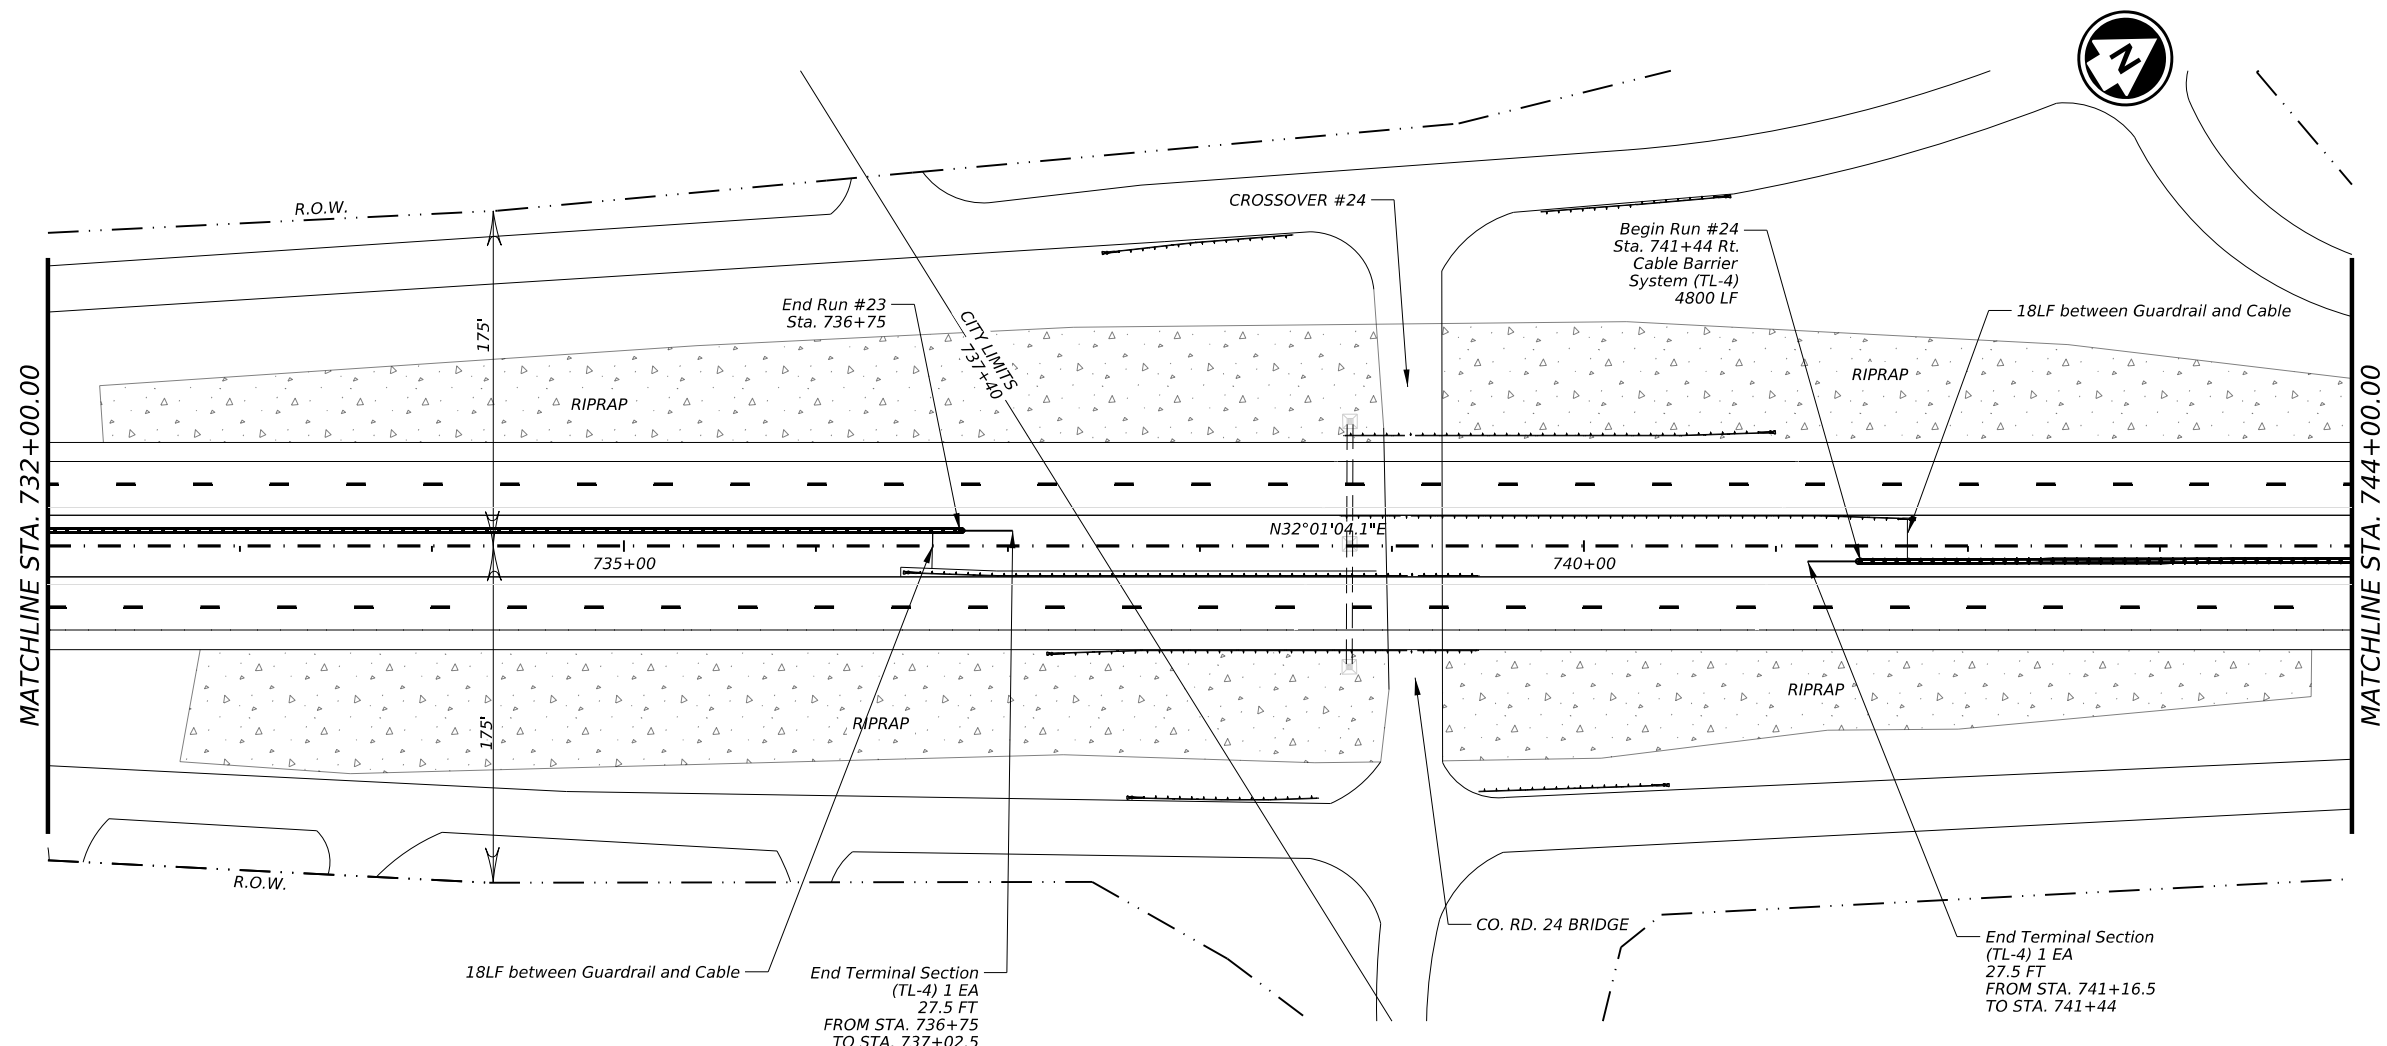 N
R.O.W.
CROSSOVER #24
Begin Run #24
Sta. 741+44 Rt.
Cable Barrier
System (TL-4)
4800 LF
End Run #23
Sta. 736+75
18LF between Guardrail and Cable
175'
CITY LIMITS
737+40
RIPRAP
RIPRAP
MATCHLINE STA. 732+00.00
MATCHLINE STA. 744+00.00
N32°01'04.1"E
735+00
740+00
RIPRAP
RIPRAP
175'
R.O.W.
CO. RD. 24 BRIDGE
18LF between Guardrail and Cable
End Terminal Section
(TL-4) 1 EA
27.5 FT
FROM STA. 736+75
TO STA. 737+02.5
End Terminal Section
(TL-4) 1 EA
27.5 FT
FROM STA. 741+16.5
TO STA. 741+44